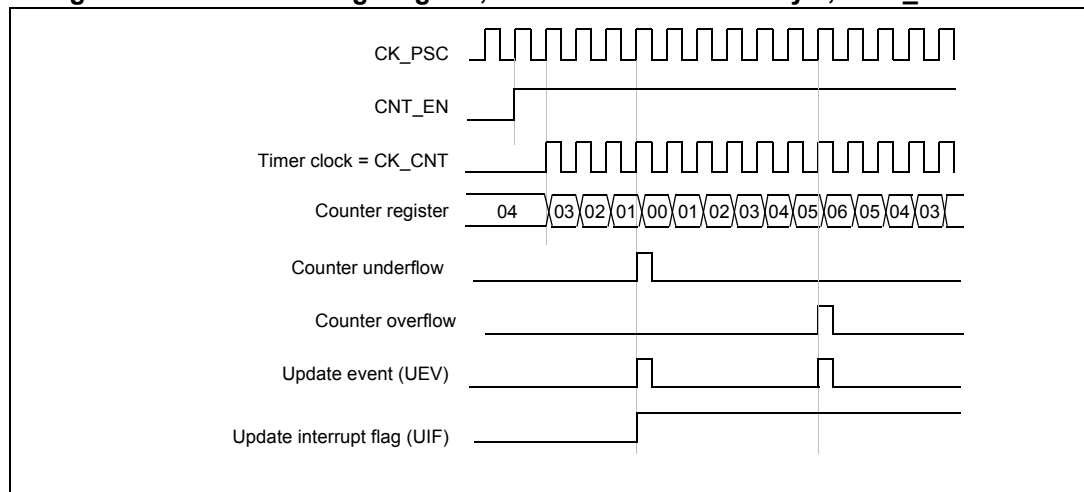 CK_PSC
CNT_EN
Timer clock = CK_CNT
Counter register 04 03 02 01 00 01 02 03 04 05 06 05 04 03
Counter underflow
Counter overflow
Update event (UEV)
Update interrupt flag (UIF)